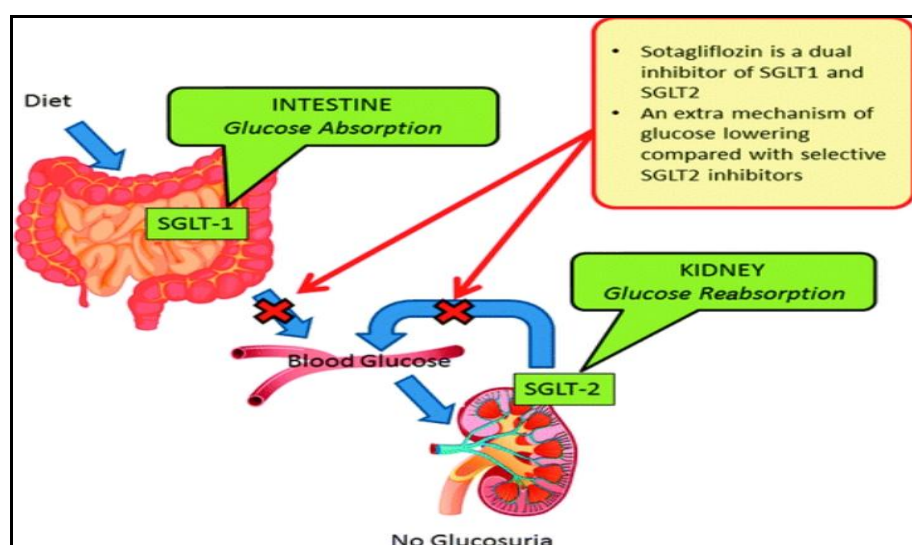 • Sotagliflozin is a dual
inhibitor of SGLT1 and
SGLT2
• An extra mechanism of
glucose lowering
compared with selective
SGLT2 inhibitors
Diet
INTESTINE
Glucose Absorption
SGLT-1
KIDNEY
Glucose Reabsorption
Blood Glucose
SGLT-2
No Glucosuria